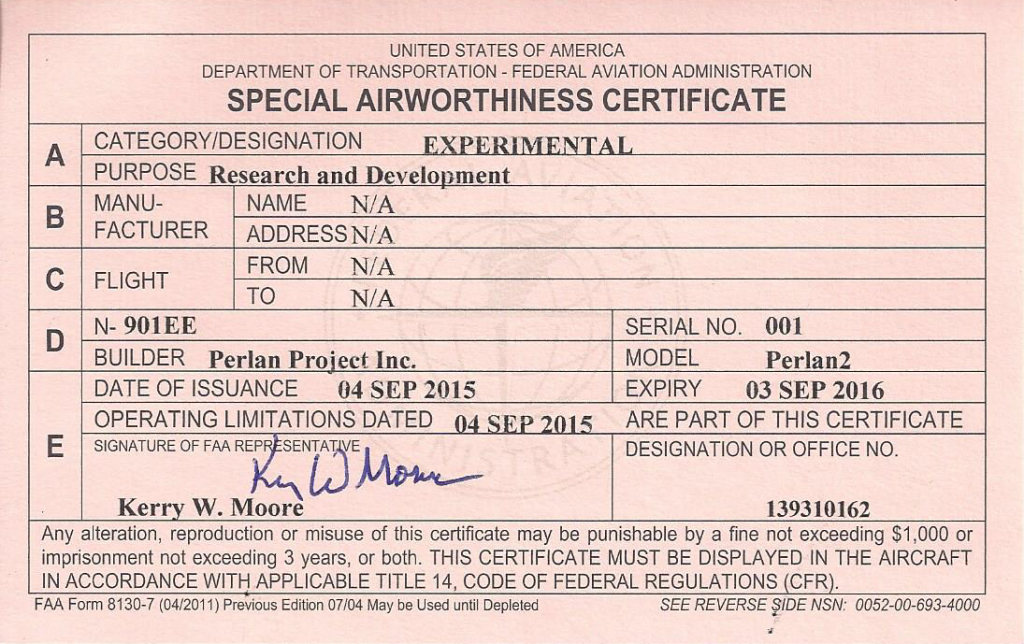 UNITED STATES OF AMERICA
DEPARTMENT OF TRANSPORTATION - FEDERAL AVIATION ADMINISTRATION
SPECIAL AIRWORTHINESS CERTIFICATE
A CATEGORY/DESIGNATION EXPERIMENTAL
PURPOSE Research and Development
B MANU-FACTURER NAME N/A
ADDRESS N/A
C FLIGHT FROM N/A
TO N/A
D N- 901EE SERIAL NO. 001
BUILDER Perlan Project Inc. MODEL Perlan2
E DATE OF ISSUANCE 04 SEP 2015 EXPIRY 03 SEP 2016
OPERATING LIMITATIONS DATED 04 SEP 2015 ARE PART OF THIS CERTIFICATE
SIGNATURE OF FAA REPRESENTATIVE DESIGNATION OR OFFICE NO.
Kerry W Moore
Kerry W. Moore 139310162
Any alteration, reproduction or misuse of this certificate may be punishable by a fine not exceeding $1,000 or
imprisonment not exceeding 3 years, or both. THIS CERTIFICATE MUST BE DISPLAYED IN THE AIRCRAFT
IN ACCORDANCE WITH APPLICABLE TITLE 14, CODE OF FEDERAL REGULATIONS (CFR).
FAA Form 8130-7 (04/2011) Previous Edition 07/04 May be Used until Depleted SEE REVERSE SIDE NSN: 0052-00-693-4000